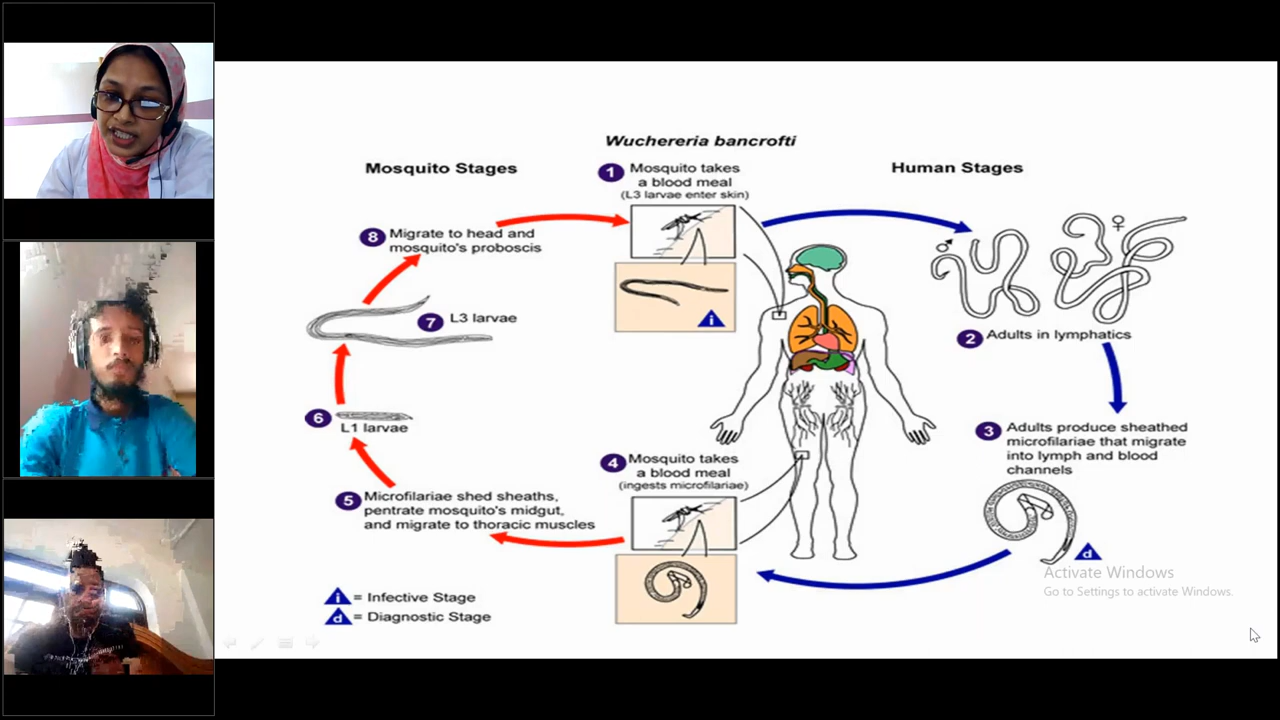 Wuchereria bancrofti
Mosquito Stages
Human Stages
1 Mosquito takes
a blood meal
(L3 larvae enter skin)
8 Migrate to head and
mosquito's proboscis
i
7 L3 larvae
♂
♀
2 Adults in lymphatics
6
L1 larvae
3 Adults produce sheathed
microfilariae that migrate
into lymph and blood
channels
4 Mosquito takes
a blood meal
(ingests microfilariae)
5 Microfilariae shed sheaths,
pentrate mosquito's midgut,
and migrate to thoracic muscles
d
Activate Windows
Go to Settings to activate Windows.
i = Infective Stage
d = Diagnostic Stage